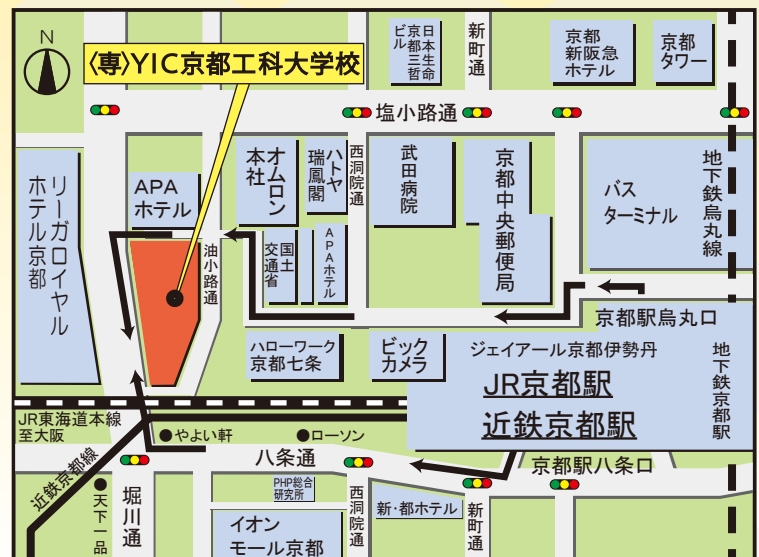 N
〈専〉YIC京都工科大学校
日本生命
京都三哲
ビル
新町通
京都
新阪急
ホテル
京都
タワー
塩小路通
リーガロイヤル
ホテル京都
APA
ホテル
オムロン
本社
ハトヤ
瑞鳳閣
西洞院通
武田病院
京都中央郵便局
バス
ターミナル
地下鉄烏丸線
油小路通
国土
交通省
APAホテル
京都駅烏丸口
ハローワーク
京都七条
ビック
カメラ
ジェイアール京都伊勢丹
JR京都駅
近鉄京都駅
地下鉄京都駅
JR東海道本線
至大阪
やよい軒
ローソン
八条通
京都駅八条口
近鉄京都線
天下一品
堀川通
PHP総合
研究所
イオン
モール京都
西洞院通
新・都ホテル
新町通